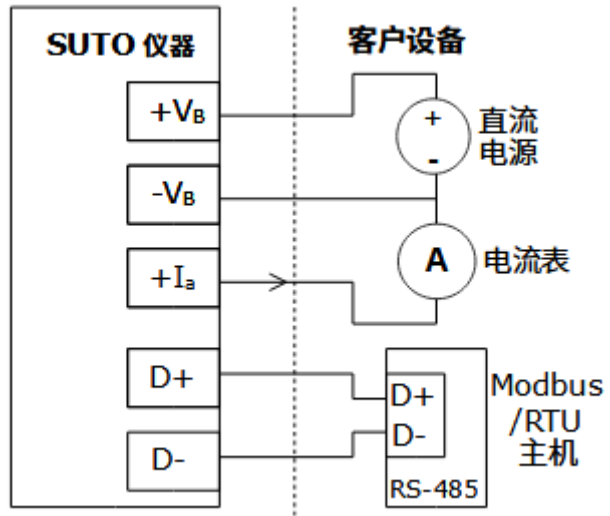 SUTO 仪器
客户设备
+VB
-VB
+Ia
D+
D-
+
-
直流
电源
A
电流表
D+
D-
RS-485
Modbus
/RTU
主机